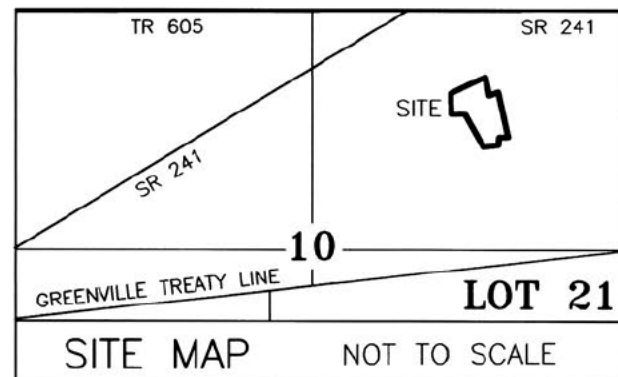 TR 605
SR 241
SITE
SR 241
10
GREENVILLE TREATY LINE
LOT 21
SITE MAP
NOT TO SCALE